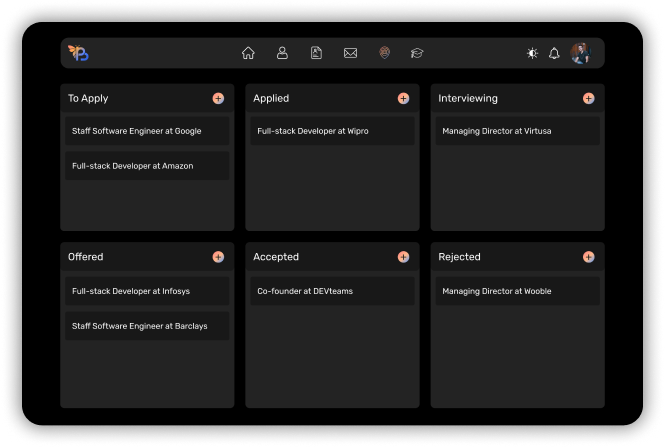 To Apply
Staff Software Engineer at Google
Full-stack Developer at Amazon
Applied
Full-stack Developer at Wipro
Interviewing
Managing Director at Virtusa
Offered
Full-stack Developer at Infosys
Staff Software Engineer at Barclays
Accepted
Co-founder at DEVteams
Rejected
Managing Director at Wooble